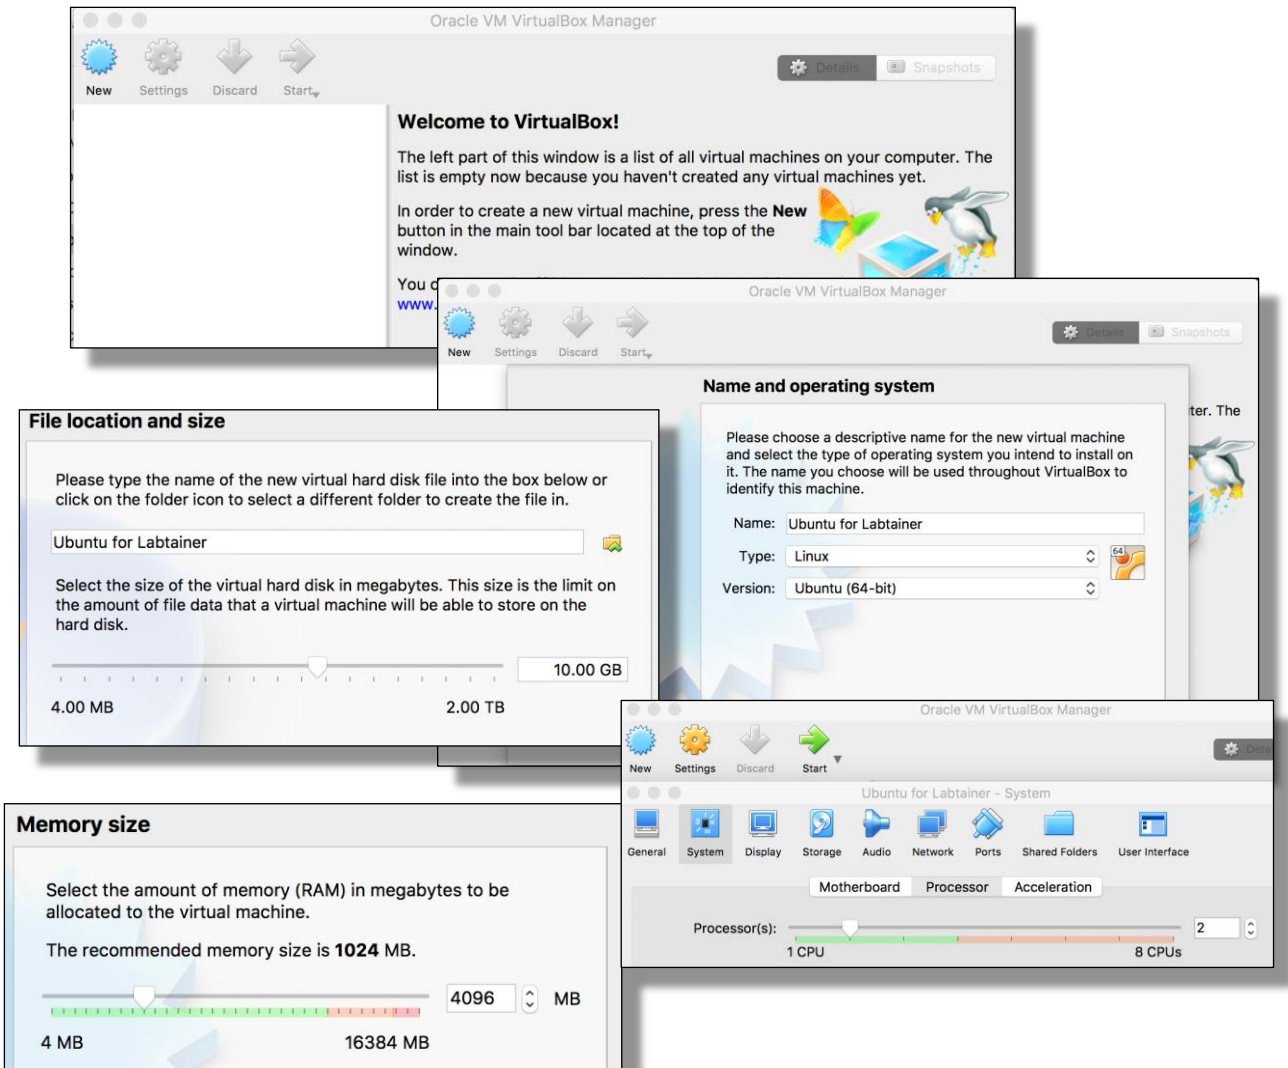 Oracle VM VirtualBox Manager
New Settings Discard Start
Details Snapshots
Welcome to VirtualBox!
The left part of this window is a list of all virtual machines on your computer. The
list is empty now because you haven't created any virtual machines yet.
In order to create a new virtual machine, press the New
button in the main tool bar located at the top of the
window.
You
www.
Oracle VM VirtualBox Manager
New Settings Discard Start
Details Snapshots
ter. The
Name and operating system
Please choose a descriptive name for the new virtual machine
and select the type of operating system you intend to install on
it. The name you choose will be used throughout VirtualBox to
identify this machine.
Name: Ubuntu for Labtainer
Type: Linux
64
Version: Ubuntu (64-bit)
File location and size
Please type the name of the new virtual hard disk file into the box below or
click on the folder icon to select a different folder to create the file in.
Ubuntu for Labtainer
Select the size of the virtual hard disk in megabytes. This size is the limit on
the amount of file data that a virtual machine will be able to store on the
hard disk.
10.00 GB
4.00 MB 2.00 TB
Oracle VM VirtualBox Manager
New Settings Discard Start
Ubuntu for Labtainer - System
General System Display Storage Audio Network Ports Shared Folders User Interface
Motherboard Processor Acceleration
Processor(s): 2
1 CPU 8 CPUs
Memory size
Select the amount of memory (RAM) in megabytes to be
allocated to the virtual machine.
The recommended memory size is 1024 MB.
4096 MB
4 MB 16384 MB